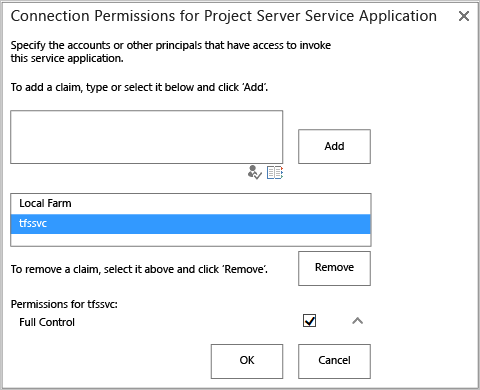 Connection Permissions for Project Server Service Application
Specify the accounts or other principals that have access to invoke
this service application.
To add a claim, type or select it below and click 'Add'.
Add
Local Farm
tfssvc
To remove a claim, select it above and click 'Remove'.
Remove
Permissions for tfssvc:
Full Control
OK
Cancel